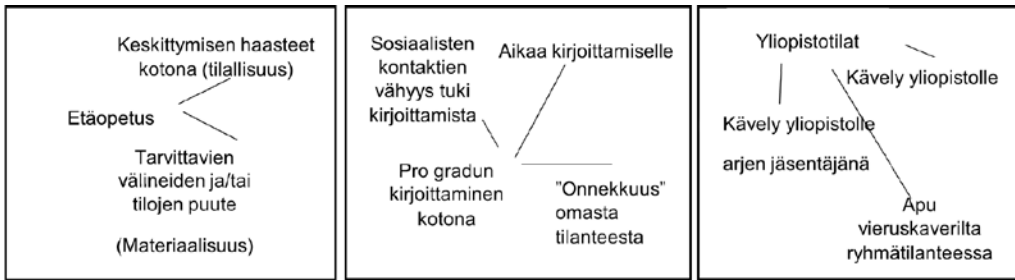 Keskittymisen haasteet
kotona (tilallisuus)
Etäopetus
Tarvittavien
välineiden ja/tai
tilojen puute
(Materiaalisuus)
Sosiaalisten
kontaktien
vähyys tuki
kirjoittamista
Aikaa kirjoittamiselle
Pro gradun
kirjoittaminen
kotona
”Onnekkuus”
omasta
tilanteesta
Yliopistotilat
Kävely yliopistolle
Kävely yliopistolle
arjen jäsentäjänä
Apu
vieruskaverilta
ryhmätilanteessa